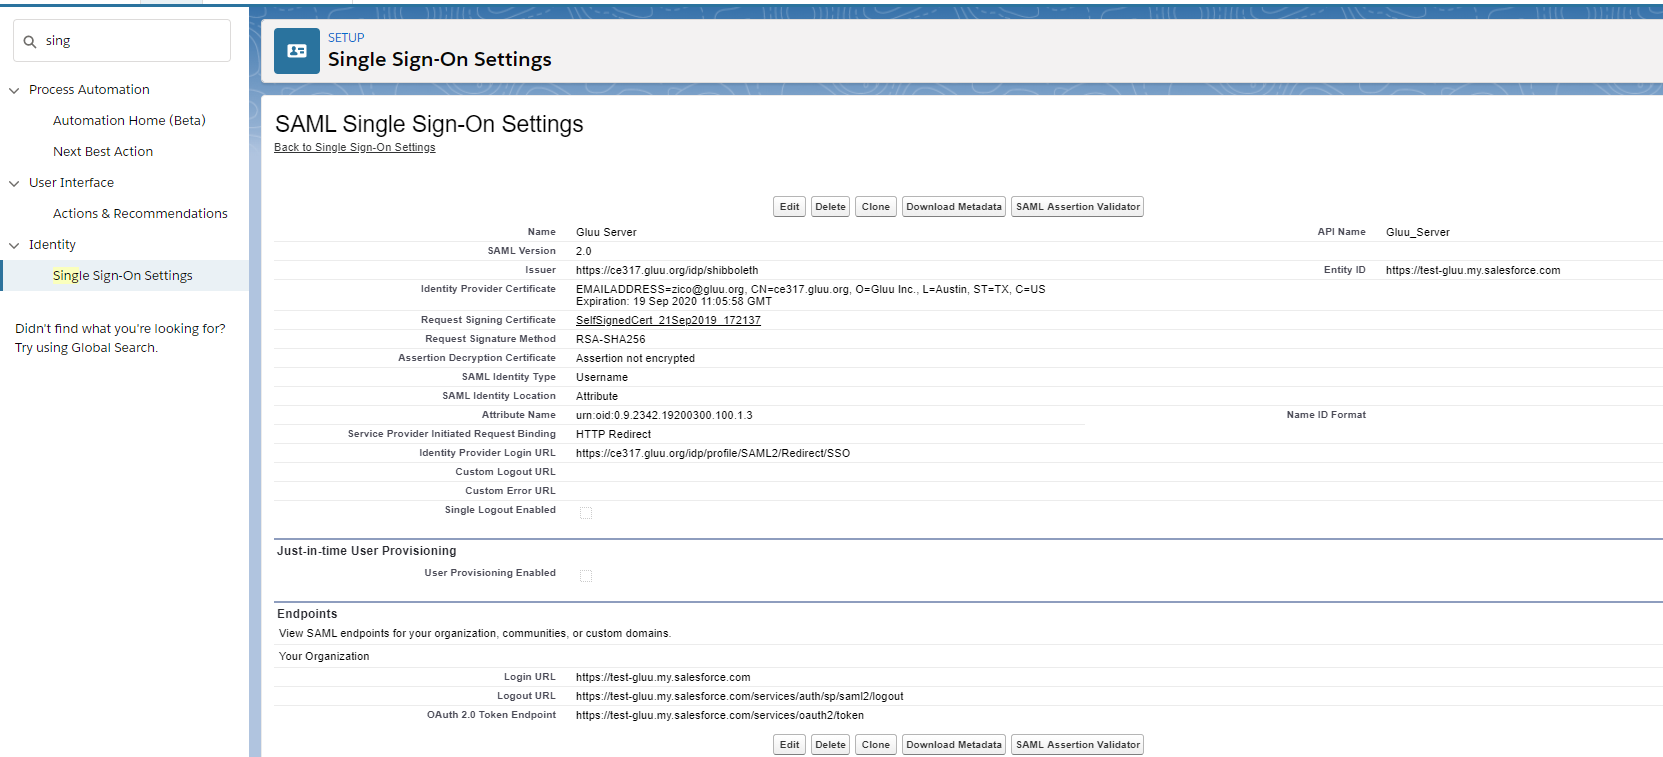 sing
Process Automation
Automation Home (Beta)
Next Best Action
User Interface
Actions & Recommendations
Identity
Single Sign-On Settings
Didn't find what you're looking for?
Try using Global Search.
SETUP
Single Sign-On Settings
SAML Single Sign-On Settings
Back to Single Sign-On Settings
Edit Delete Clone Download Metadata SAML Assertion Validator
Name Gluu Server API Name Gluu_Server
SAML Version 2.0
Issuer https://ce317.gluu.org/idp/shibboleth Entity ID https://test-gluu.my.salesforce.com
Identity Provider Certificate EMAILADDRESS=zico@gluu.org, CN=ce317.gluu.org, O=Gluu Inc., L=Austin, ST=TX, C=US
Expiration: 19 Sep 2020 11:05:58 GMT
Request Signing Certificate SelfSignedCert_21Sep2019_172137
Request Signature Method RSA-SHA256
Assertion Decryption Certificate Assertion not encrypted
SAML Identity Type Username
SAML Identity Location Attribute
Attribute Name urn:oid:0.9.2342.19200300.100.1.3 Name ID Format
Service Provider Initiated Request Binding HTTP Redirect
Identity Provider Login URL https://ce317.gluu.org/idp/profile/SAML2/Redirect/SSO
Custom Logout URL
Custom Error URL
Single Logout Enabled
Just-in-time User Provisioning
User Provisioning Enabled
Endpoints
View SAML endpoints for your organization, communities, or custom domains.
Your Organization
Login URL https://test-gluu.my.salesforce.com
Logout URL https://test-gluu.my.salesforce.com/services/auth/sp/saml2/logout
OAuth 2.0 Token Endpoint https://test-gluu.my.salesforce.com/services/oauth2/token
Edit Delete Clone Download Metadata SAML Assertion Validator